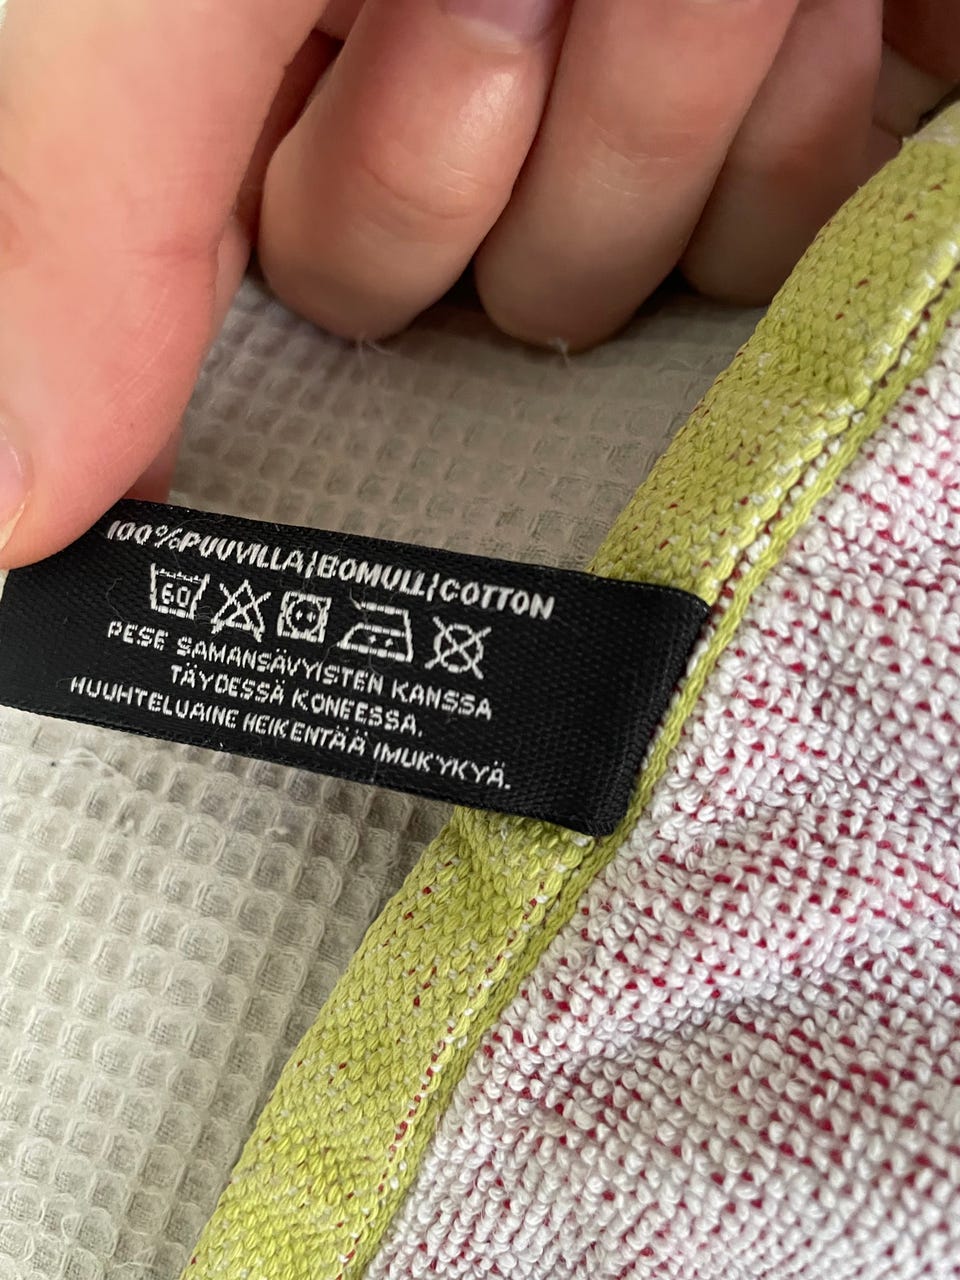 100%PUUVILLA|BOMULL|COTTON
60
PESE SAMANSÄVYISTEN KANSSA
TÄYDESSÄ KONEESSA.
HUUHTELUAINE HEIKENTÄÄ IMUKYKYÄ.